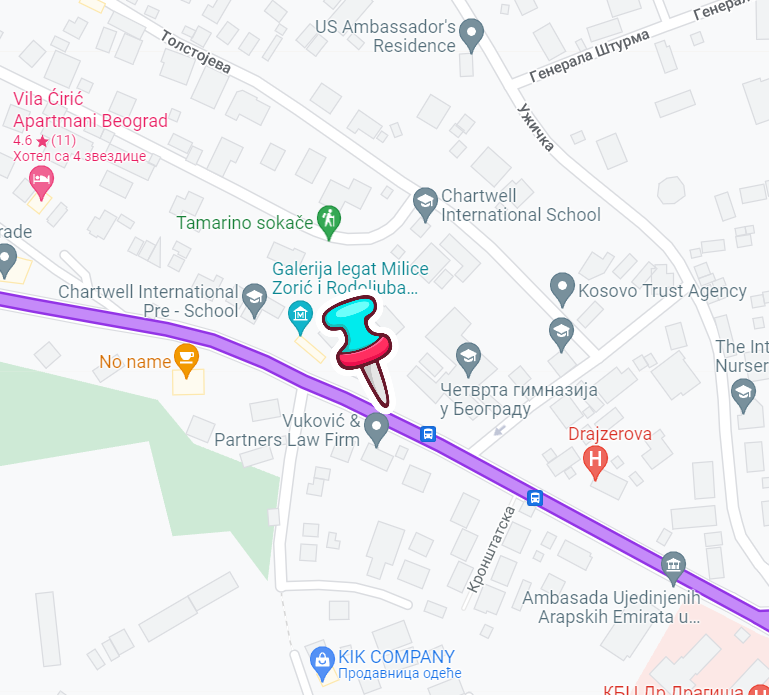 US Ambassador's
Residence
Генерала
Генерала Штурма
Толстојева
Ужичка
Vila Ćirić
Apartmani Beograd
4.6 ★ (11)
Хотел са 4 звездице
Chartwell
International School
Tamarino sokače
rade
Galerija legat Milice
Zorić i Rodoljuba...
Chartwell International
Pre - School
Kosovo Trust Agency
No name
The Int
Nurser
Четврта гимназија
у Београду
Vuković &
Partners Law Firm
Drajzerova
H
Кронштатска
Ambasada Ujedinjenih
Arapskih Emirata u...
KIK COMPANY
Продавница одеће
КБЦ Др Драгиша